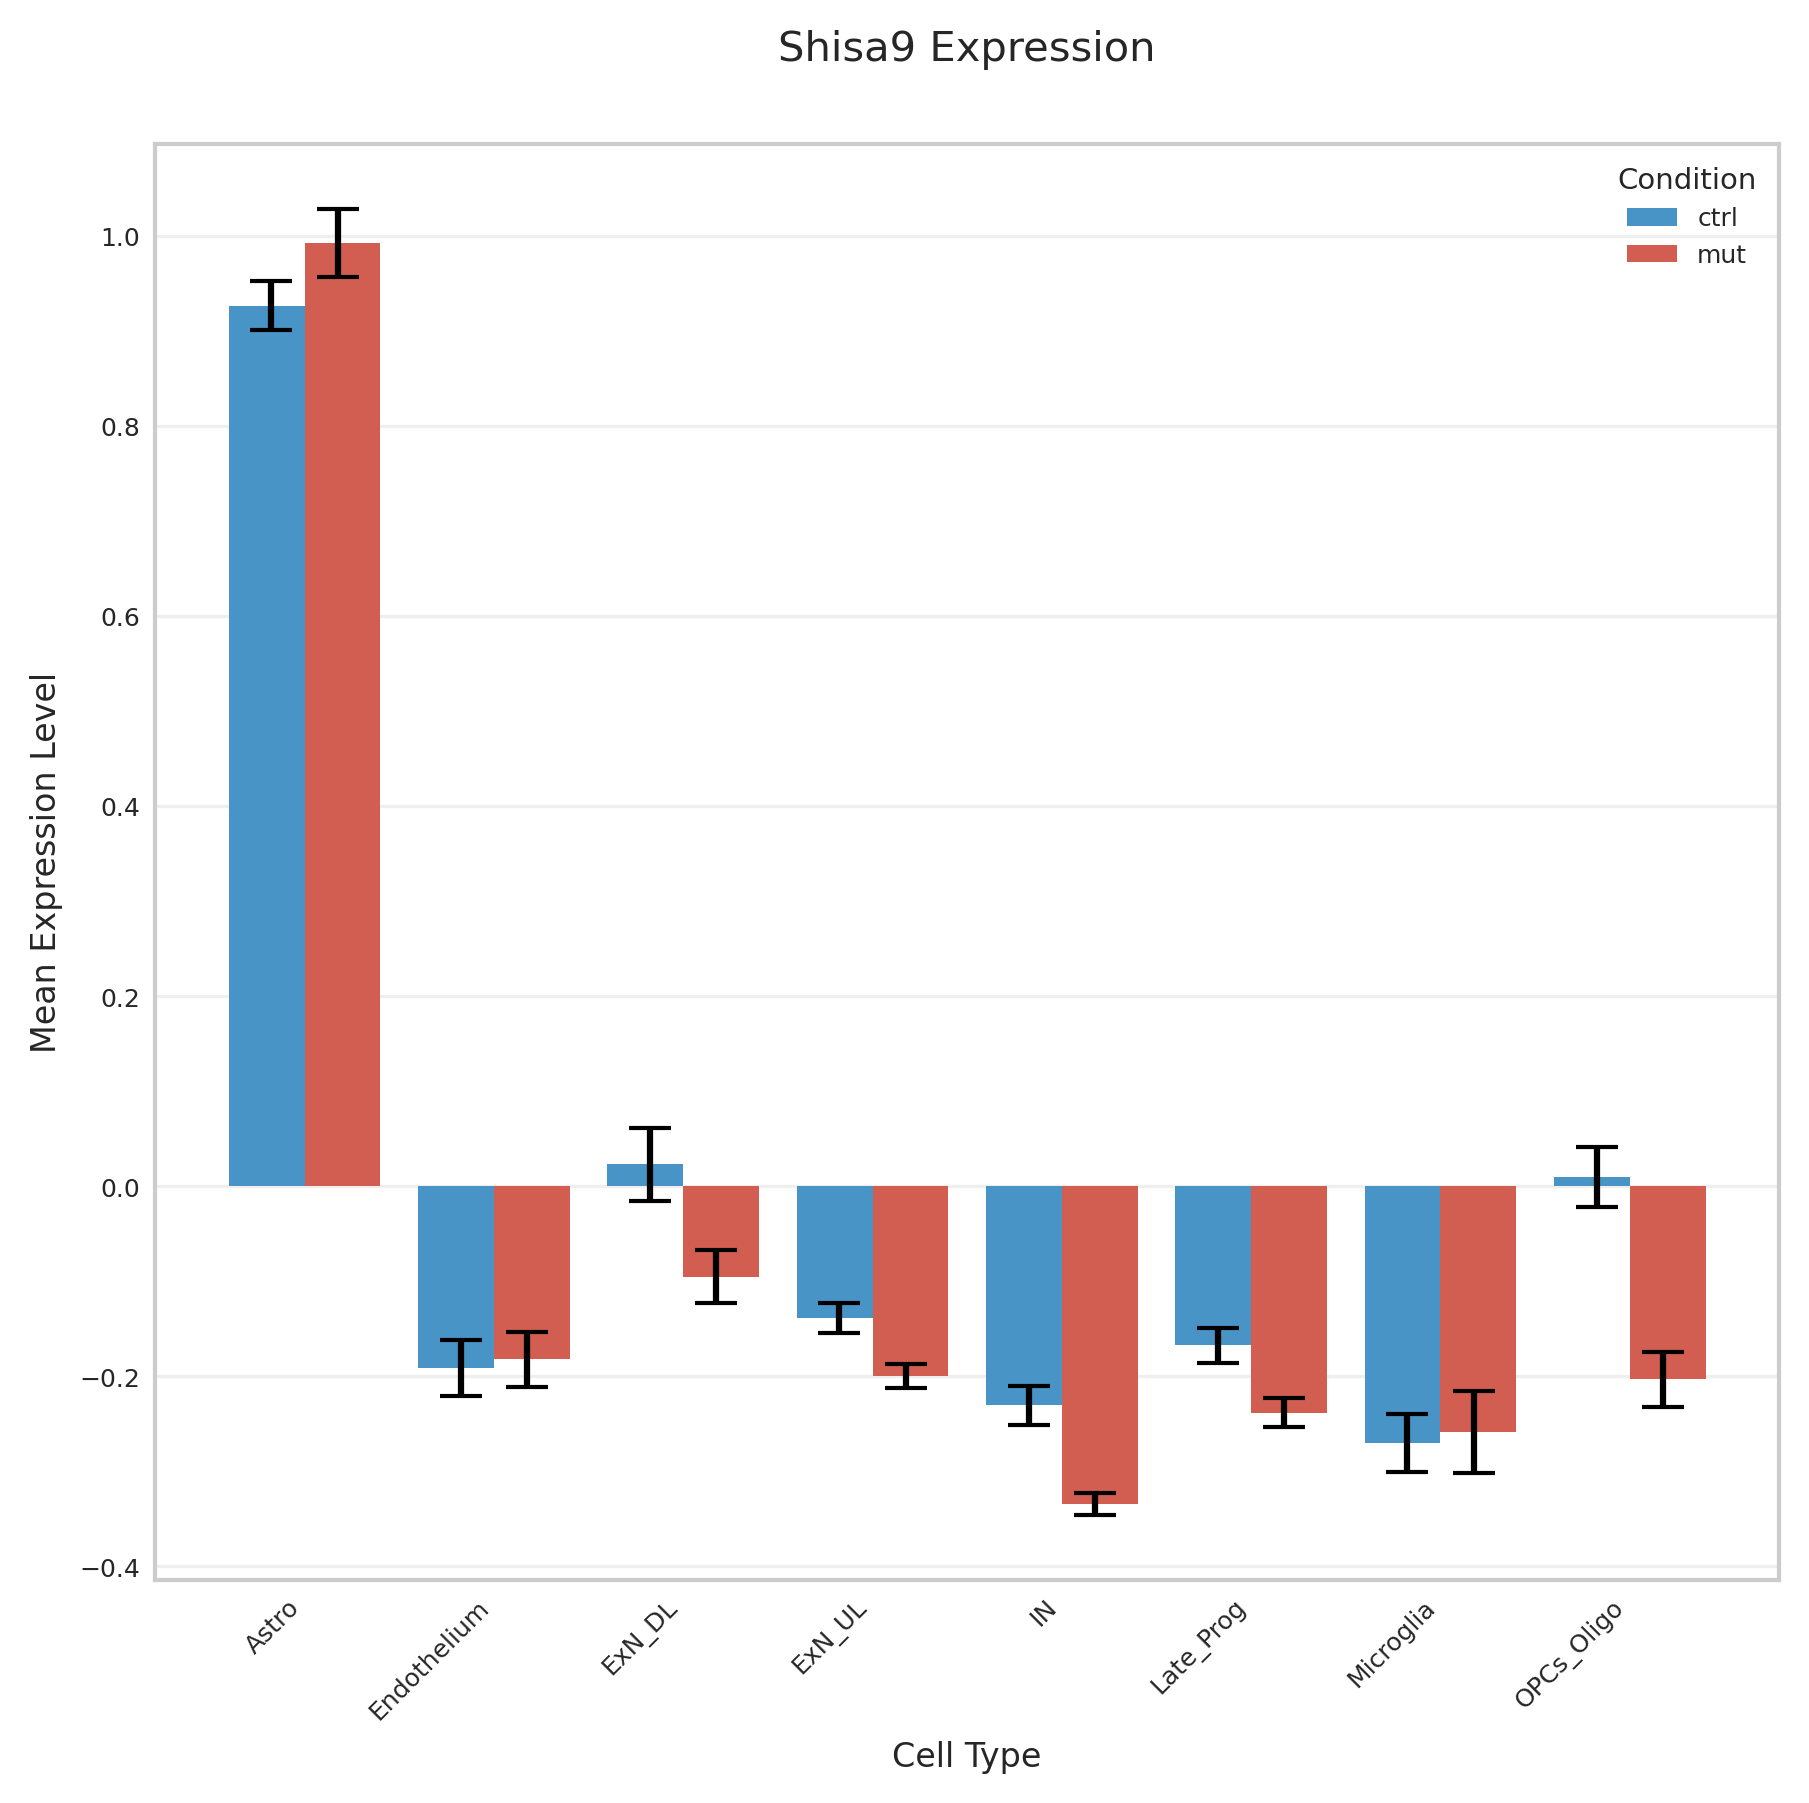 Shisa9 Expression
Condition
ctrl
mut
1.0
0.8
0.6
0.4
0.2
0.0
−0.2
−0.4
Mean Expression Level
Astro
Endothelium
ExN_DL
ExN_UL
IN
Late_Prog
Microglia
OPCs_Oligo
Cell Type